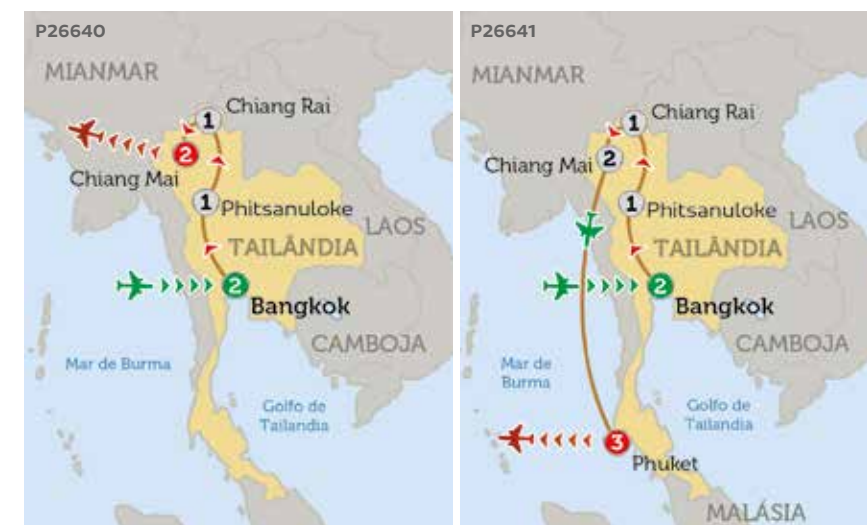 P26640
MIANMAR
Chiang Rai
1
2
Chiang Mai
1
Phitsanuloke
LAOS
TAILÂNDIA
2
Bangkok
CAMBOJA
Mar de Burma
Golfo de
Tailandia
P26641
MIANMAR
Chiang Rai
1
Chiang Mai
2
1
Phitsanuloke
LAOS
TAILÂNDIA
2
Bangkok
CAMBOJA
Mar de
Burma
Golfo de
Tailandia
3
Phuket
MALÁSIA